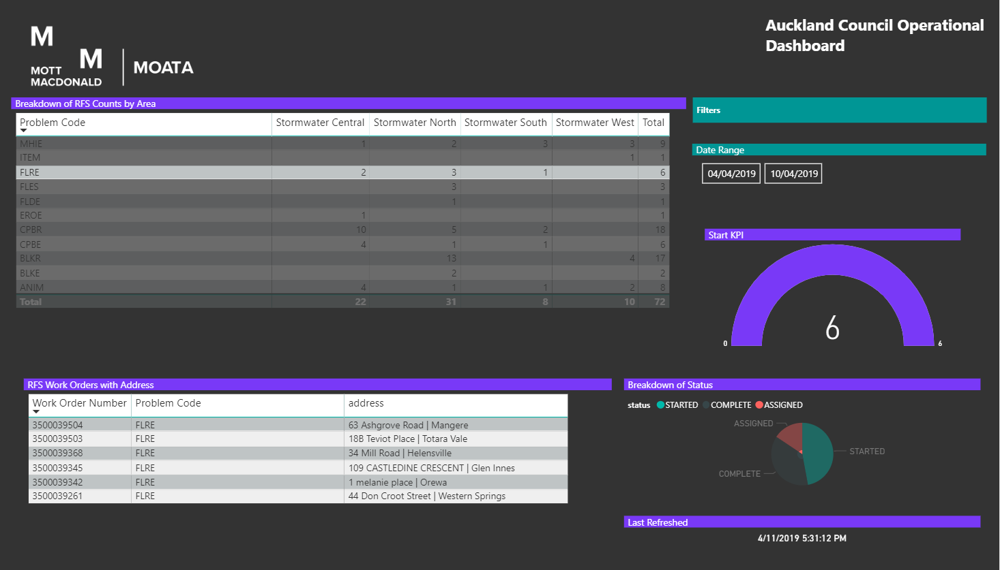 M
M
MOTT
MACDONALD
MOATA
Auckland Council Operational
Dashboard
Breakdown of RFS Counts by Area
Problem Code Stormwater Central Stormwater North Stormwater South Stormwater West Total
MHIE 1 2 3 3 9
ITEM 1 1
FLRE 2 3 1 6
FLES 3 3
FLDE 1 1
EROE 1 1
CPBR 10 5 2 18
CPBE 4 1 1 6
BLKR 13 4 17
BLKE 2 2
ANIM 4 1 1 2 8
Total 22 31 8 10 72
Filters
Date Range
04/04/2019 10/04/2019
Start KPI
6
0 6
RFS Work Orders with Address
Work Order Number Problem Code address
3500039504 FLRE 63 Ashgrove Road | Mangere
3500039503 FLRE 18B Teviot Place | Totara Vale
3500039368 FLRE 34 Mill Road | Helensville
3500039345 FLRE 109 CASTLEDINE CRESCENT | Glen Innes
3500039342 FLRE 1 melanie place | Orewa
3500039261 FLRE 44 Don Croot Street | Western Springs
Breakdown of Status
status STARTED COMPLETE ASSIGNED
ASSIGNED
STARTED
COMPLETE
Last Refreshed
4/11/2019 5:31:12 PM